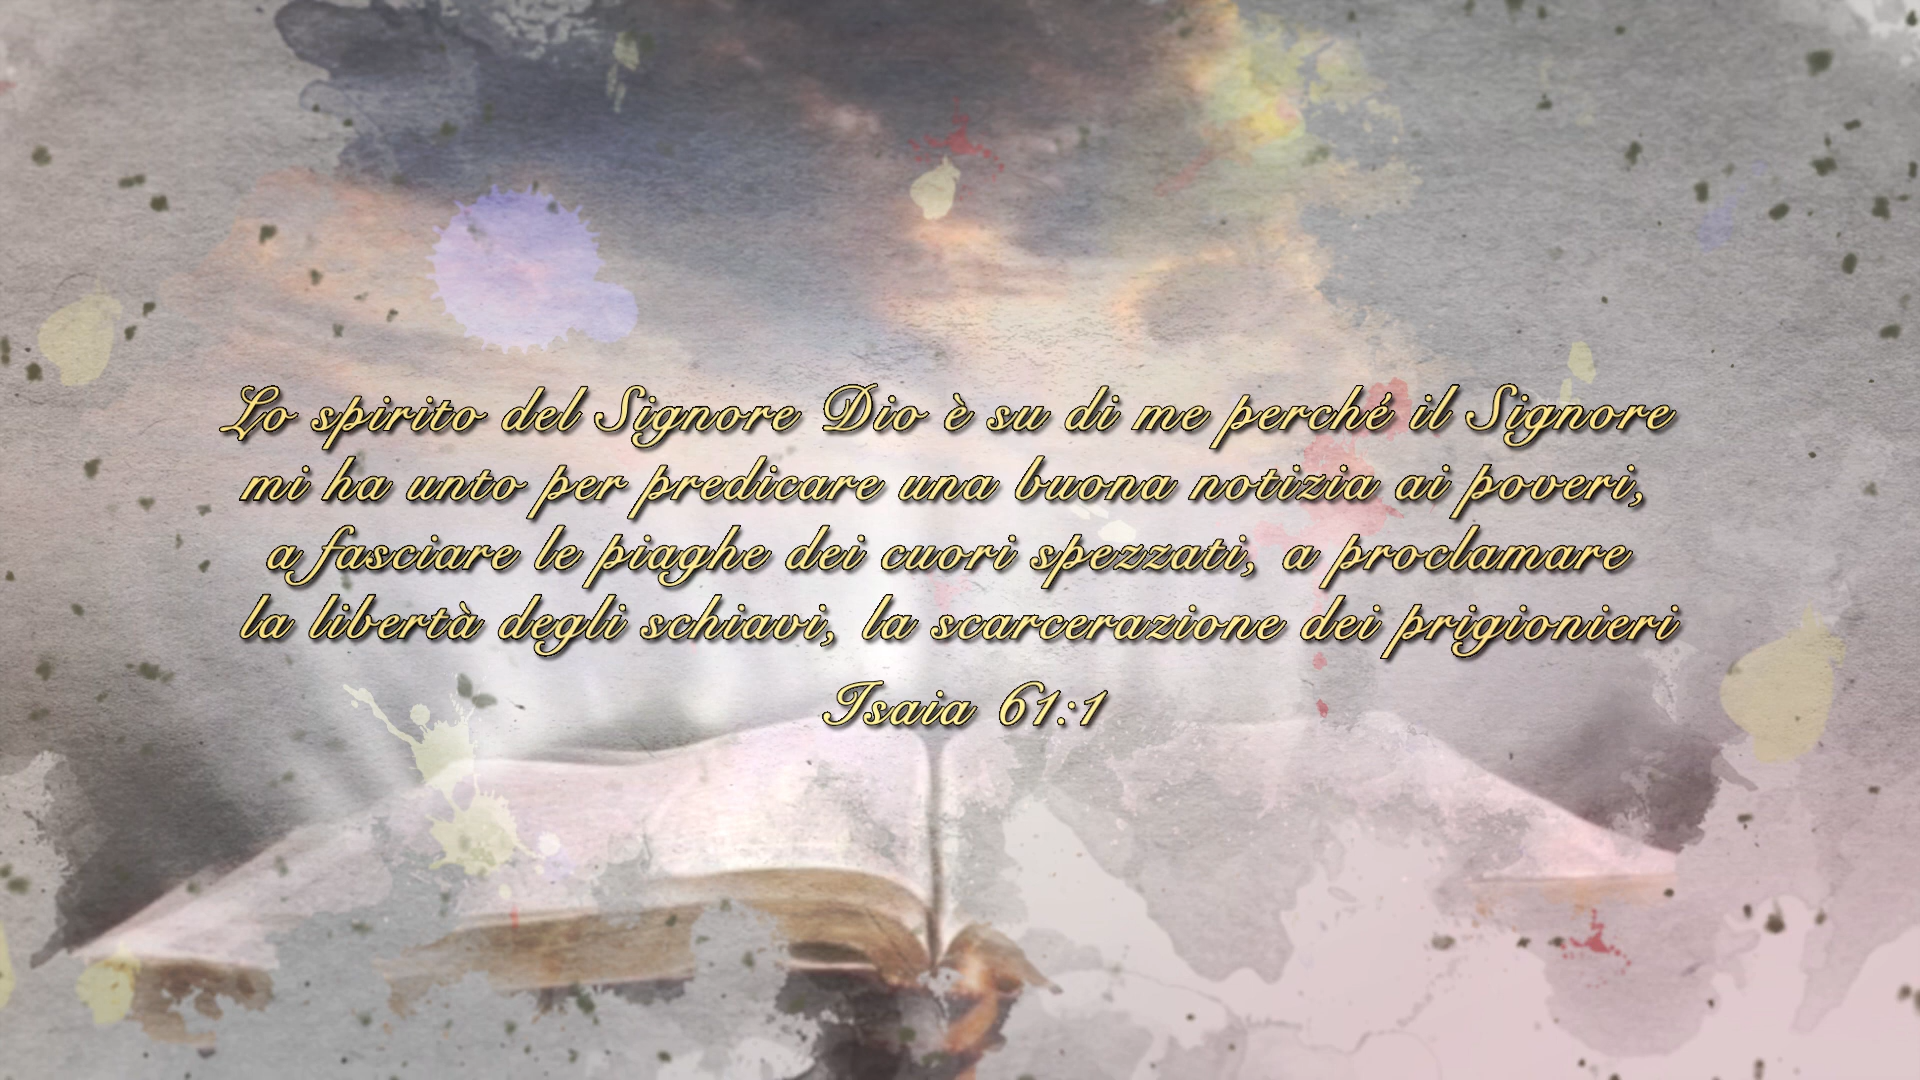 Lo spirito del Signore Dio è su di me perché il Signore
mi ha unto per predicare una buona notizia ai poveri,
a fasciare le piaghe dei cuori spezzati, a proclamare
la libertà degli schiavi, la scarcerazione dei prigionieri
Isaia 61:1